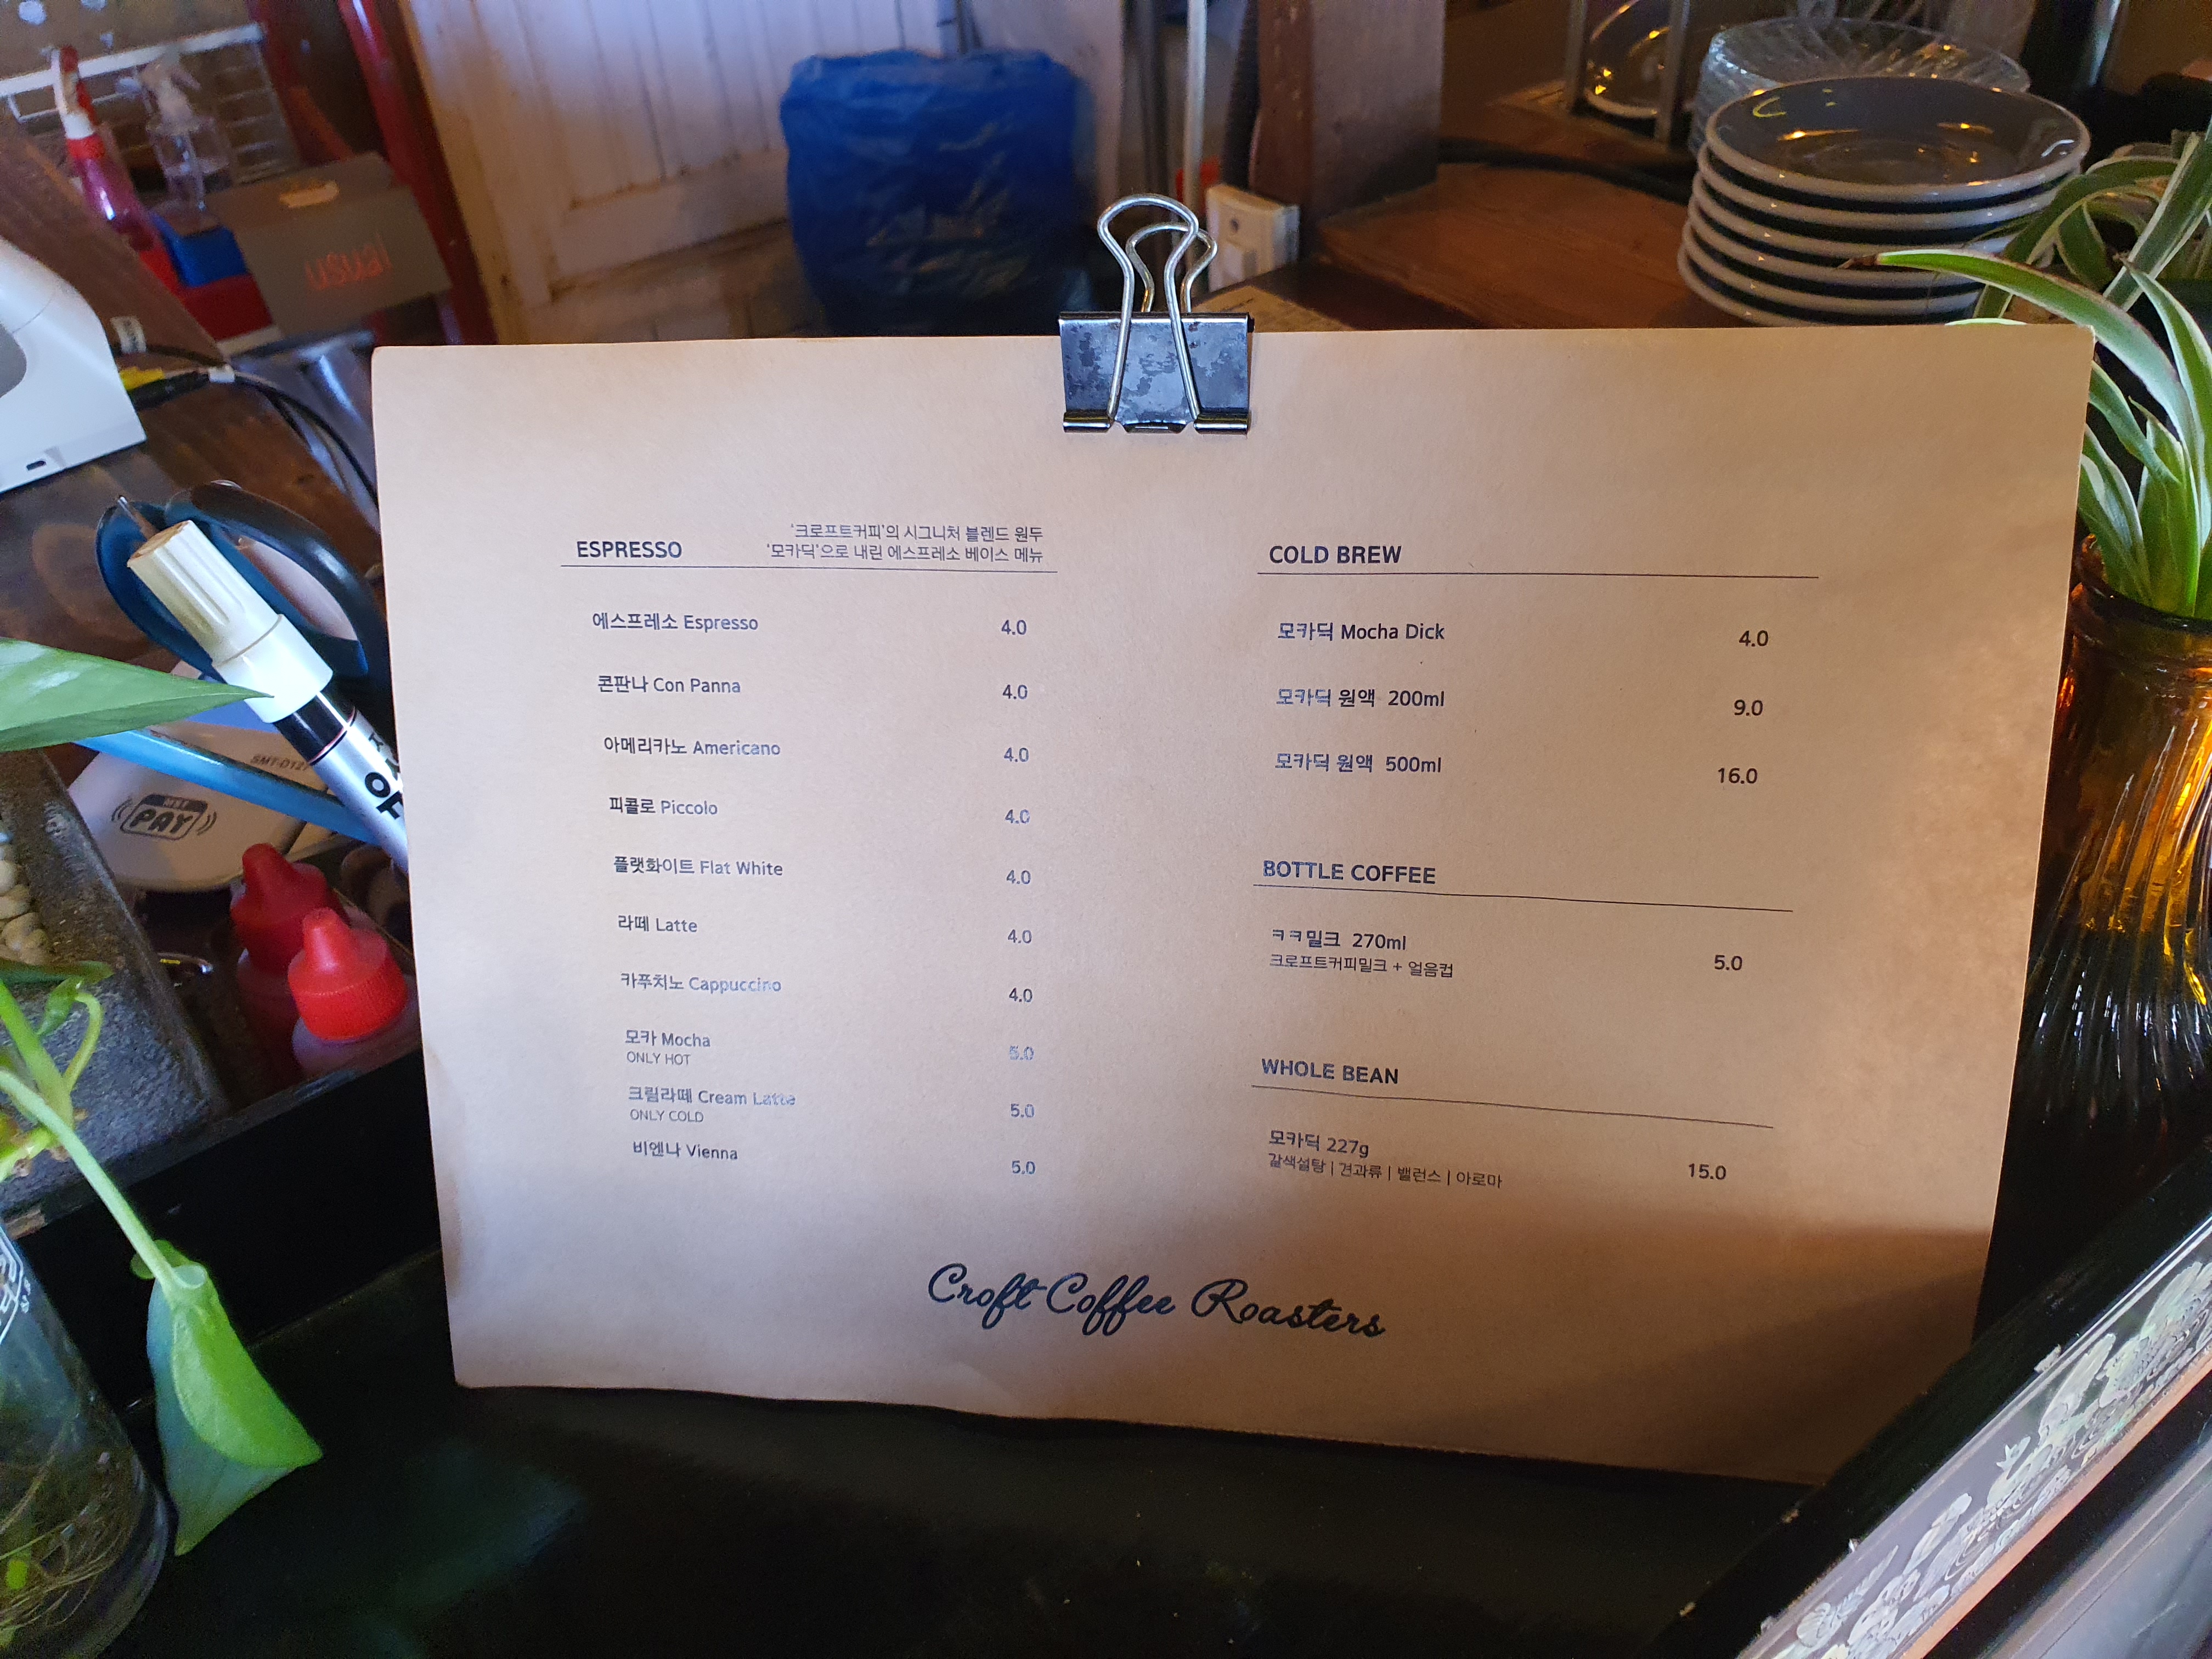 usual
ESPRESSO
'크로프트커피'의 시그니처 블렌드 원두
'모카딕'으로 내린 에스프레소 베이스 메뉴
에스프레소 Espresso 4.0
콘판나 Con Panna 4.0
아메리카노 Americano 4.0
피콜로 Piccolo 4.0
플랫화이트 Flat White 4.0
라떼 Latte 4.0
카푸치노 Cappuccino 4.0
모카 Mocha 5.0
ONLY HOT
크림라떼 Cream Latte 5.0
ONLY COLD
비엔나 Vienna 5.0
COLD BREW
모카딕 Mocha Dick 4.0
모카딕 원액 200ml 9.0
모카딕 원액 500ml 16.0
BOTTLE COFFEE
ㅋㅋ밀크 270ml 5.0
크로프트커피밀크 + 얼음컵
WHOLE BEAN
모카딕 227g 15.0
갈색설탕 | 견과류 | 밸런스 | 아로마
Croft Coffee Roasters
PAY